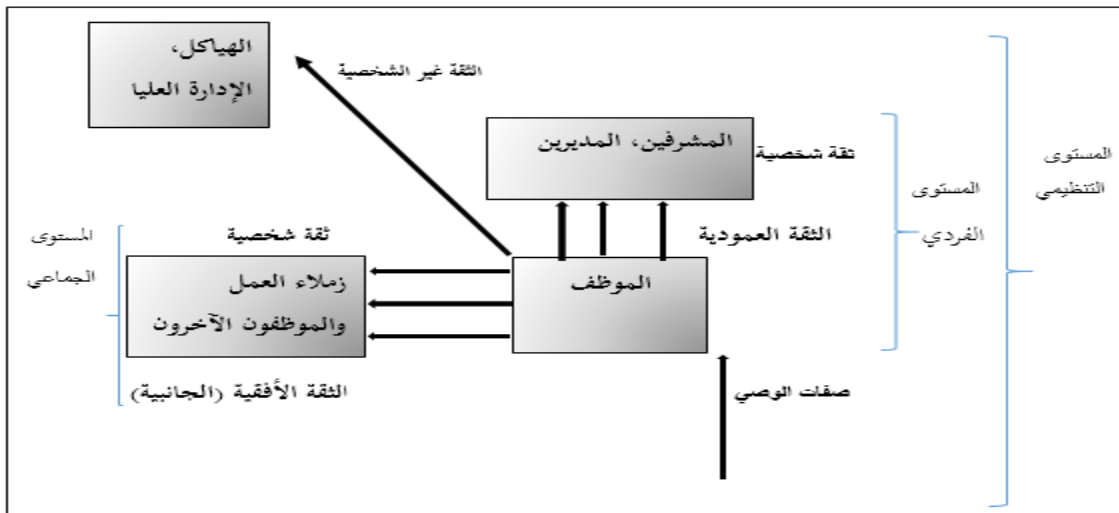 الهياكل،
الإدارة العليا
الثقة غير الشخصية
المشرفين، المديرين
ثقة شخصية
المستوى
التنظيمي
المستوى
الفردي
الثقة العمودية
ثقة شخصية
المستوى
الجماعي
زملاء العمل
والموظفون الآخرون
الموظف
الثقة الأفقية (الجانبية)
صفات الوصي